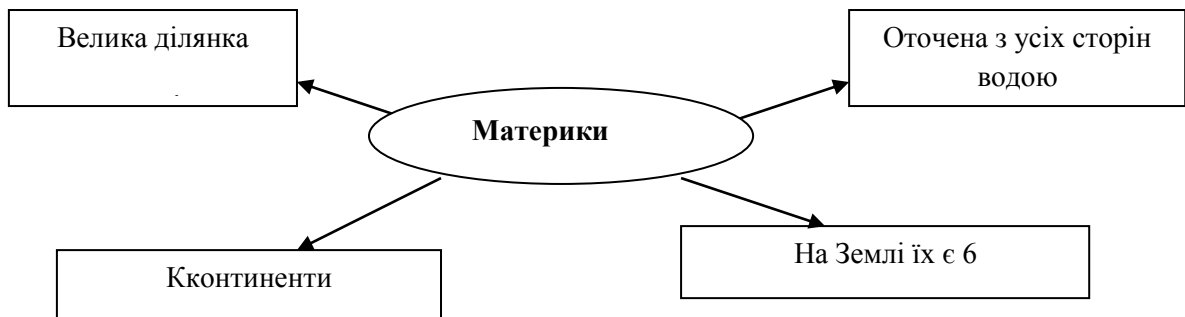 Велика ділянка
Оточена з усіх сторін
водою
Материки
Кконтиненти
На Землі їх є 6